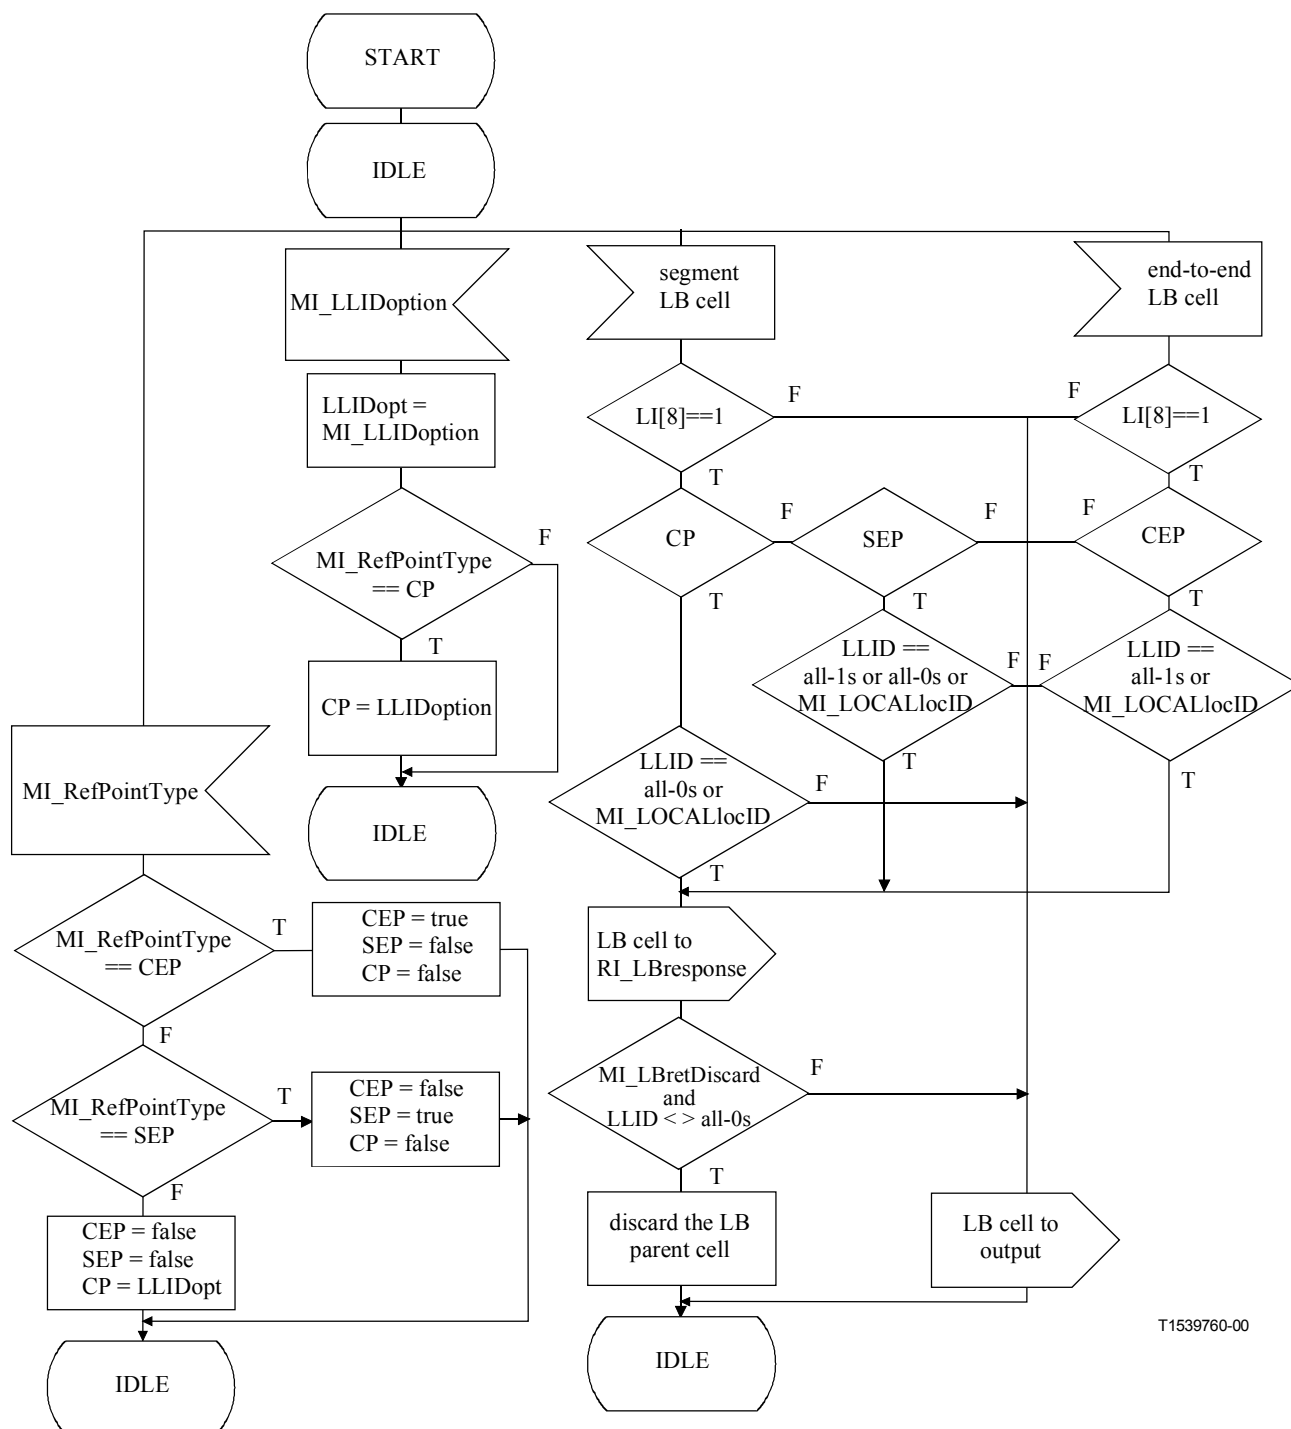 START
IDLE
MI_LLIDoption
segment
LB cell
end-to-end
LB cell
LLIDopt =
MI_LLIDoption
LI[8]==1
F
F
LI[8]==1
T
T
MI_RefPointType
== CP
F
T
CP
F
T
SEP
F
T
F
CEP
T
CP = LLIDoption
IDLE
LLID ==
all-1s or all-0s or
MI_LOCALlocID
F
T
F
LLID ==
all-1s or
MI_LOCALlocID
T
LLID ==
all-0s or
MI_LOCALlocID
F
T
MI_RefPointType
MI_RefPointType
== CEP
T
F
CEP = true
SEP = false
CP = false
MI_RefPointType
== SEP
T
F
CEP = false
SEP = true
CP = false
CEP = false
SEP = false
CP = LLIDopt
IDLE
LB cell to
RI_LBresponse
MI_LBretDiscard
and
LLID < > all-0s
F
T
discard the LB
parent cell
LB cell to
output
IDLE
T1539760-00